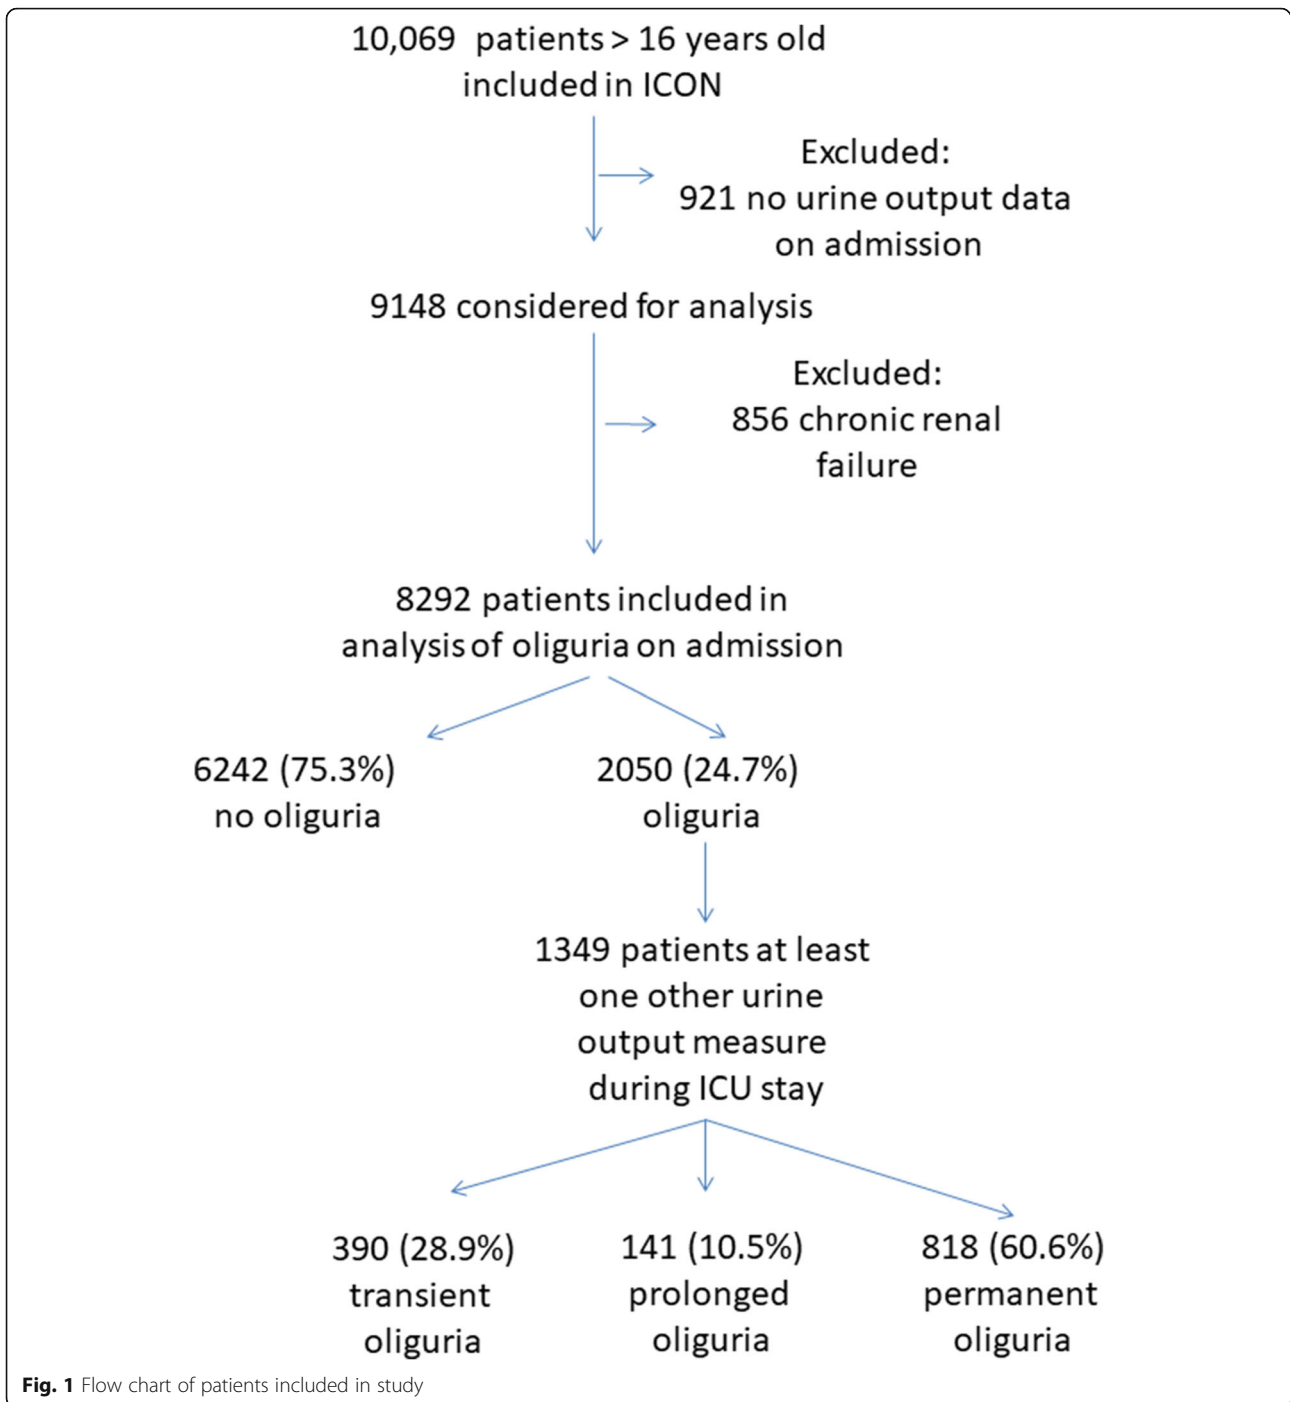 10,069 patients > 16 years old
included in ICON
Excluded:
921 no urine output data
on admission
9148 considered for analysis
Excluded:
856 chronic renal
failure
8292 patients included in
analysis of oliguria on admission
6242 (75.3%)
no oliguria
2050 (24.7%)
oliguria
1349 patients at least
one other urine
output measure
during ICU stay
390 (28.9%)
transient
oliguria
141 (10.5%)
prolonged
oliguria
818 (60.6%)
permanent
oliguria
Fig. 1 Flow chart of patients included in study